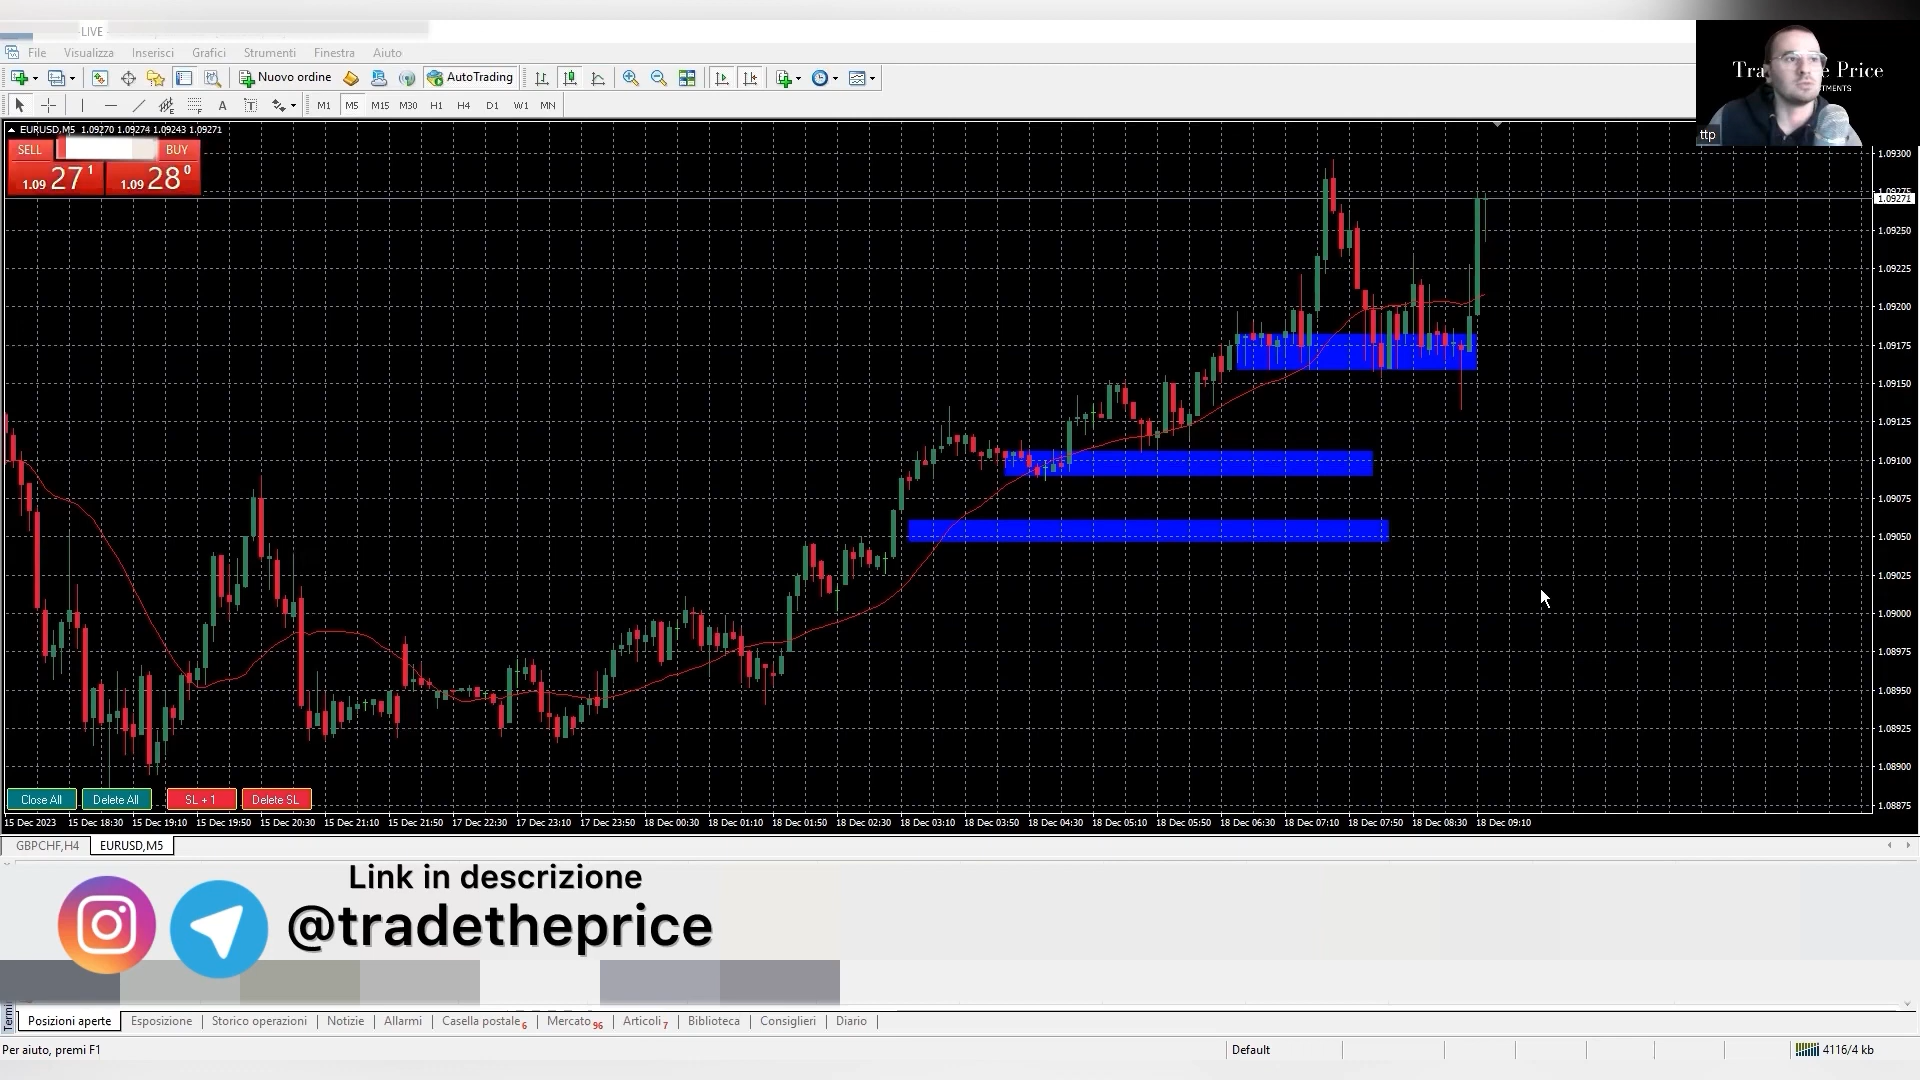 LIVE
File Visualizza Inserisci Grafici Strumenti Finestra Aiuto
Nuovo ordine AutoTrading
A T M1 M5 M15 M30 H1 H4 D1 W1 MN
Tra e Price
TMENTS
ttp
EURUSD,M5 1.09270 1.09274 1.09243 1.09271
SELL BUY
1.09 27 1 1.09 28 0
1.09300
1.09275
1.09271
1.09250
1.09225
1.09200
1.09175
1.09150
1.09125
1.09100
1.09075
1.09050
1.09025
1.09000
1.08975
1.08950
1.08925
1.08900
1.08875
Close All Delete All SL + 1 Delete SL
15 Dec 2023 15 Dec 18:30 15 Dec 19:10 15 Dec 19:50 15 Dec 20:30 15 Dec 21:10 15 Dec 21:50 17 Dec 22:30 17 Dec 23:10 17 Dec 23:50 18 Dec 00:30 18 Dec 01:10 18 Dec 01:50 18 Dec 02:30 18 Dec 03:10 18 Dec 03:50 18 Dec 04:30 18 Dec 05:10 18 Dec 05:50 18 Dec 06:30 18 Dec 07:10 18 Dec 07:50 18 Dec 08:30 18 Dec 09:10
GBPCHF,H4 EURUSD,M5
Link in descrizione
@tradetheprice
Termi
Posizioni aperte Esposizione Storico operazioni Notizie Allarmi Casella postale 6 Mercato 96 Articoli 7 Biblioteca Consiglieri Diario
Per aiuto, premi F1 Default 4116/4 kb